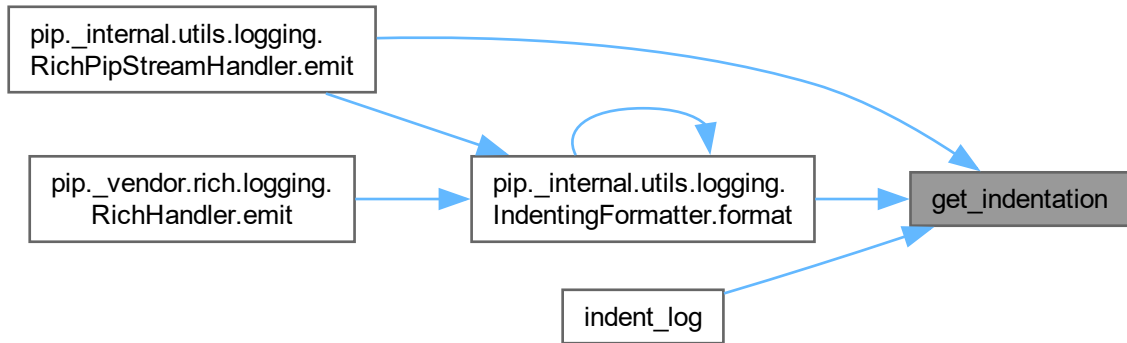 pip._internal.utils.logging.
RichPipStreamHandler.emit
pip._vendor.rich.logging.
RichHandler.emit
pip._internal.utils.logging.
IndentingFormatter.format
get_indentation
indent_log